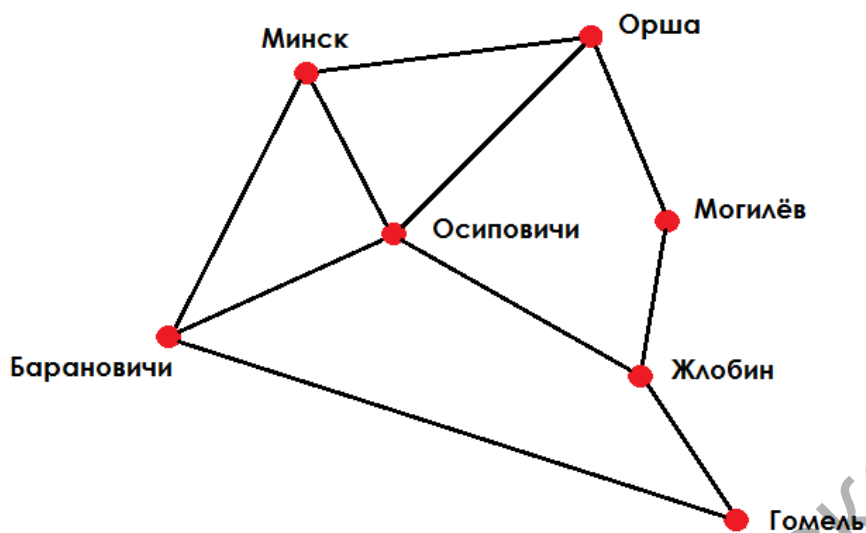 Орша
Минск
Могилёв
Осиповичи
Барановичи
Жлобин
Гомель